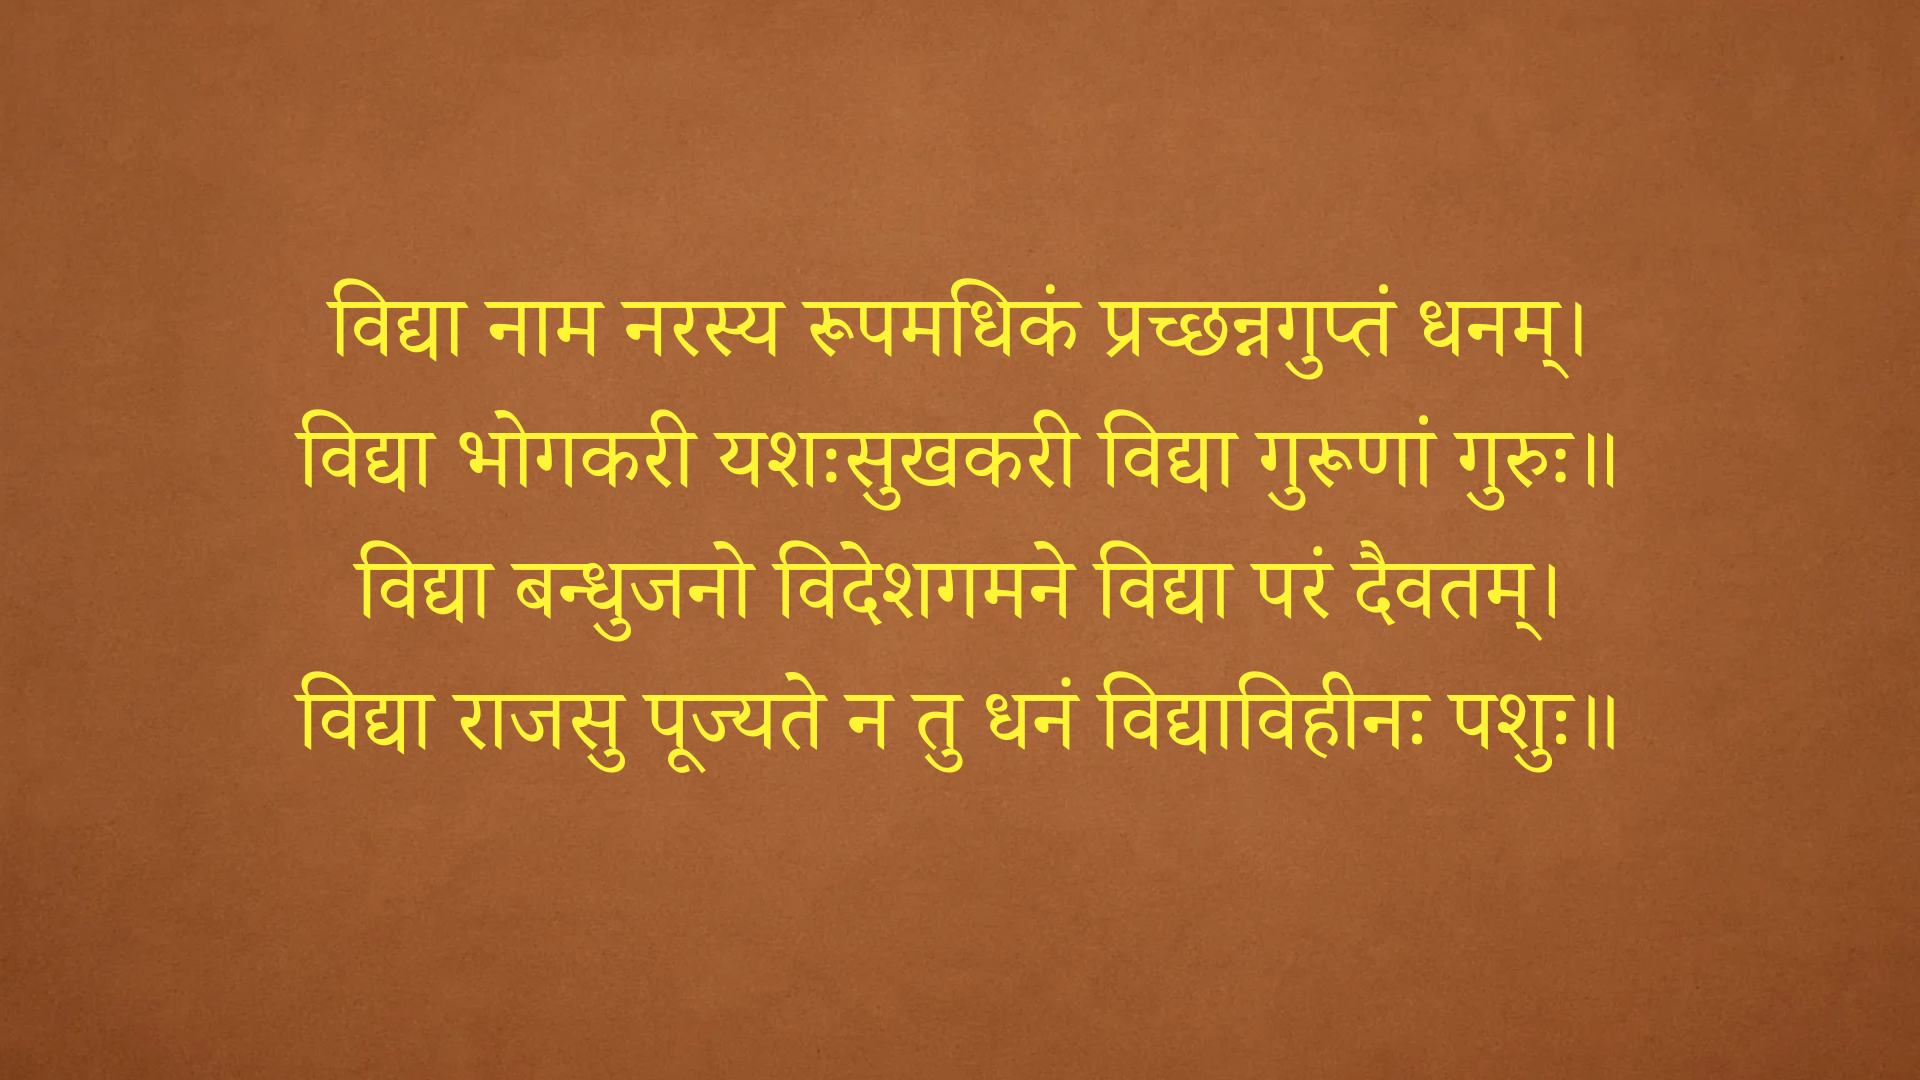 विद्या नाम नरस्य रूपमधिकं प्रच्छन्नगुप्तं धनम्।
विद्या भोगकरी यशःसुखकरी विद्या गुरूणां गुरुः॥
विद्या बन्धुजनो विदेशगमने विद्या परं दैवतम्।
विद्या राजसु पूज्यते न तु धनं विद्याविहीनः पशुः॥